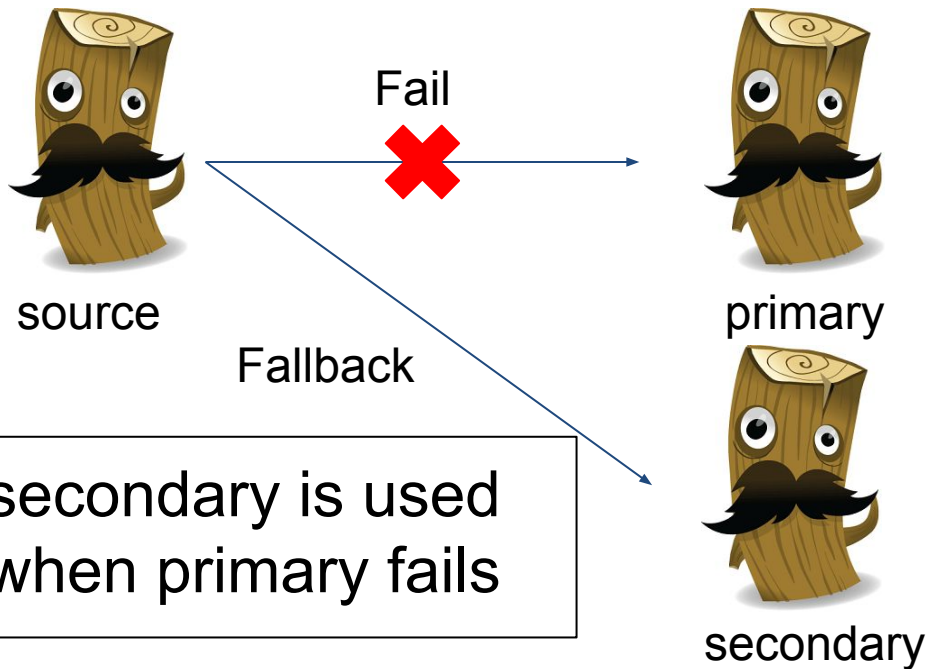 Fail
source
primary
Fallback
secondary is used
when primary fails
secondary